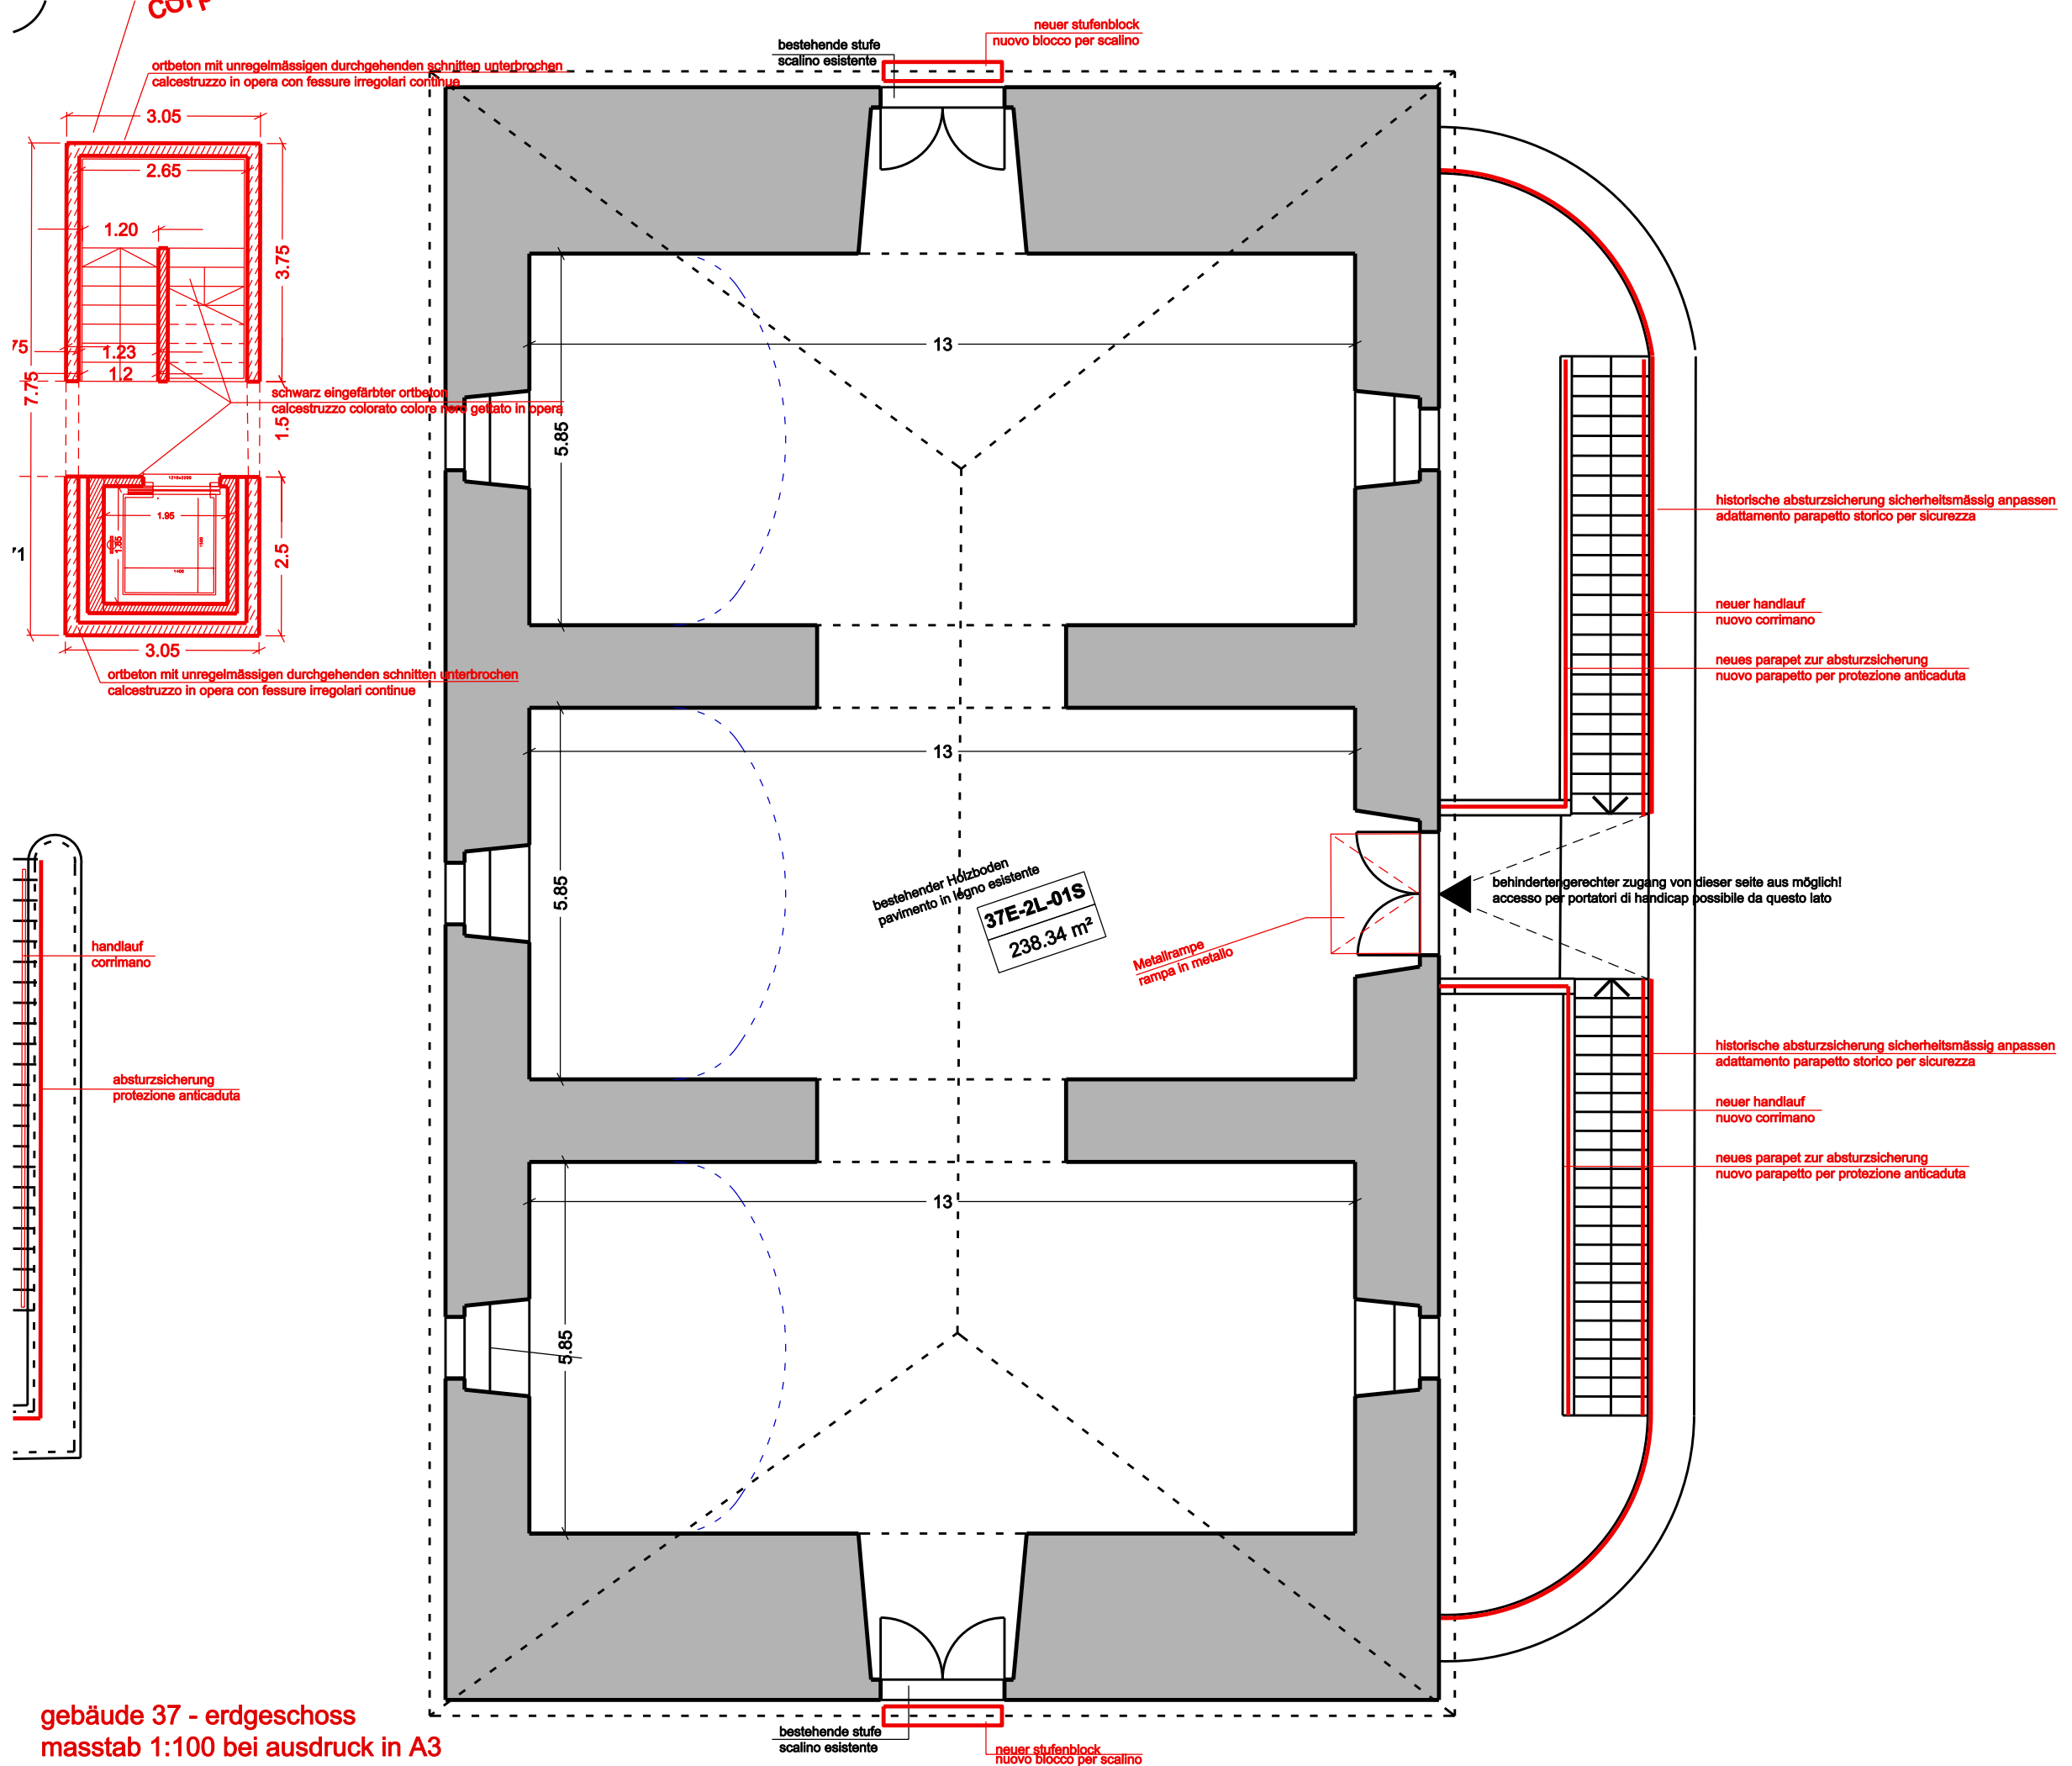 neuer stufenblock
nuovo blocco per scalino
bestehende stufe
scalino esistente
ortbeton mit unregelmässigen durchgehenden schnitten unterbrochen
calcestruzzo in opera con fessure irregolari continue
3.05
2.65
1.20
3.75
7.75
1.23
1.2
schwarz eingefärbter ortbeton
calcestruzzo colorato colore nero gettato in opera
1.5
1.95
1.85
2.5
71
3.05
ortbeton mit unregelmässigen durchgehenden schnitten unterbrochen
calcestruzzo in opera con fessure irregolari continue
13
5.85
historische absturzsicherung sicherheitsmässig anpassen
adattamento parapetto storico per sicurezza
neuer handlauf
nuovo corrimano
neues parapet zur absturzsicherung
nuovo parapetto per protezione anticaduta
13
5.85
bestehender Holzboden
pavimento in legno esistente
37E-2L-01S
238.34 m²
Metallrampe
rampa in metallo
behindertengerechter zugang von dieser seite aus möglich!
accesso per portatori di handicap possibile da questo lato
handlauf
corrimano
absturzsicherung
protezione anticaduta
historische absturzsicherung sicherheitsmässig anpassen
adattamento parapetto storico per sicurezza
neuer handlauf
nuovo corrimano
neues parapet zur absturzsicherung
nuovo parapetto per protezione anticaduta
13
5.85
gebäude 37 - erdgeschoss
masstab 1:100 bei ausdruck in A3
bestehende stufe
scalino esistente
neuer stufenblock
nuovo blocco per scalino